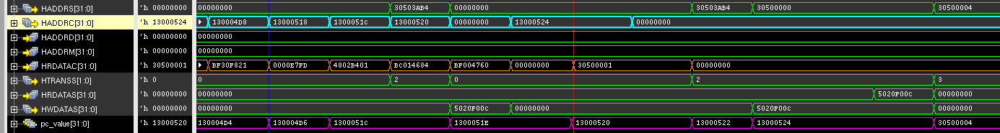 HADDRS[31:0] 'h 00000000 00000000 30503AB4 00000000 30503AB4 30500000 30500004
HADDRC[31:0] 'h 13000524 130004D8 13000518 1300051C 13000520 00000000 13000524 00000000
HADDRD[31:0] 'h 00000000 00000000
HADDRM[31:0] 'h 00000000 00000000
HRDATAC[31:0] 'h 30500001 BF30F821 0000E7FD 4802B401 BC014684 BF004760 00000000 30500001 00000000
HTRANSS[1:0] 'h 0 0 2 0 2 3
HRDATAS[31:0] 'h 00000000 00000000 5020F00C 00000000
HWDATAS[31:0] 'h 00000000 00000000 5020F00C 00000000 5020F00C 00000000
pc_value[31:0] 'h 13000520 130004D4 130004D6 1300051C 1300051E 13000520 13000522 13000524 30500004